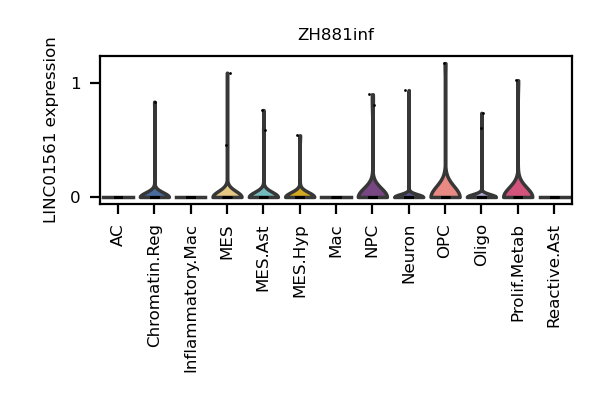 ZH881inf
LINC01561 expression
1
0
AC
Chromatin.Reg
Inflammatory.Mac
MES
MES.Ast
MES.Hyp
Mac
NPC
Neuron
OPC
Oligo
Prolif.Metab
Reactive.Ast